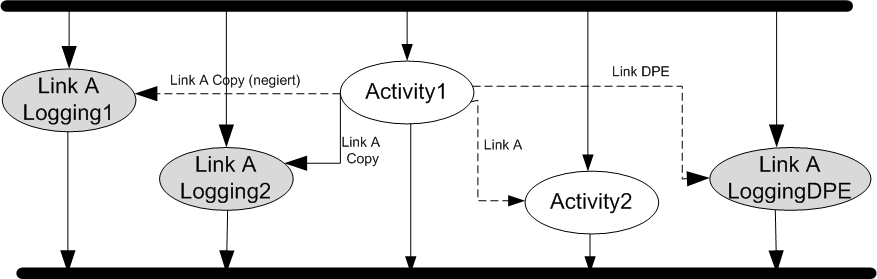 Link A
Logging1
Link A Copy (negiert)
Activity1
Link DPE
Link A
Copy
Link A
Link A
Logging2
Activity2
Link A
LoggingDPE